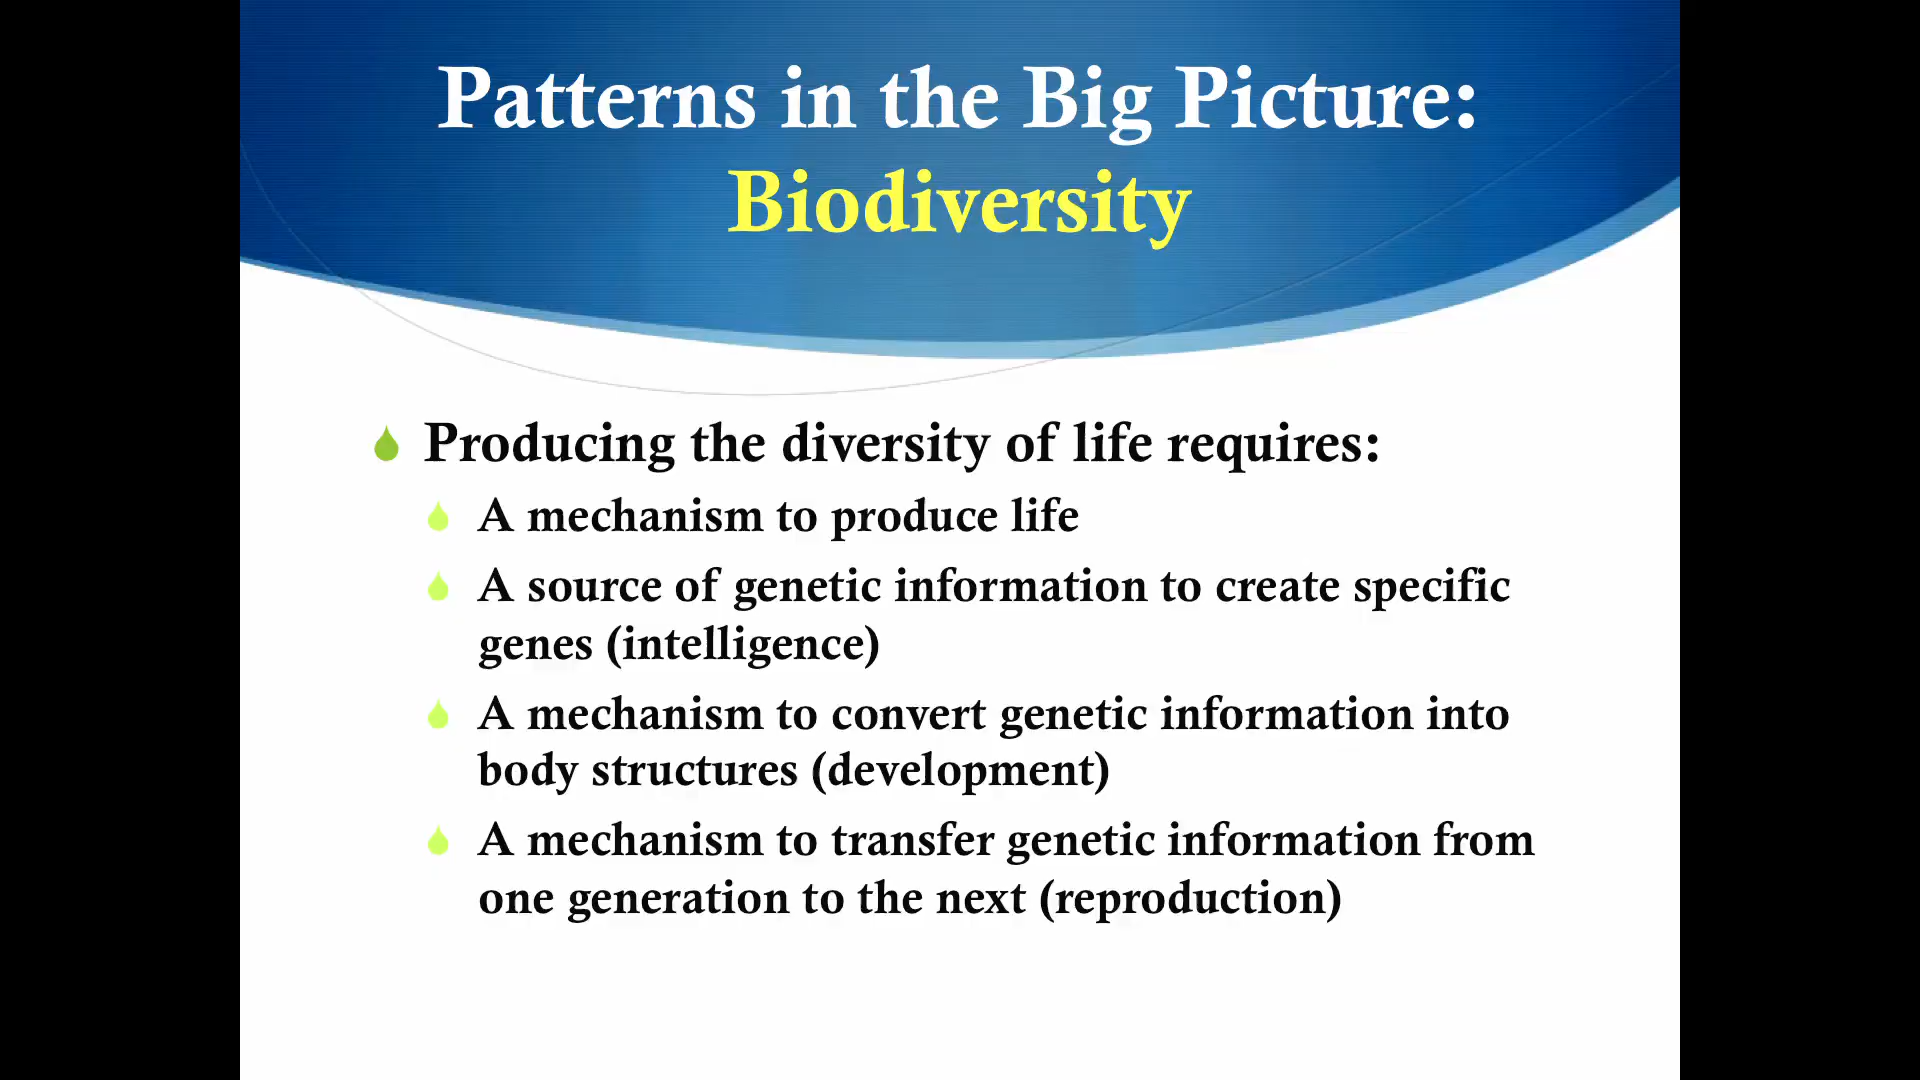 Patterns in the Big Picture:
Biodiversity
Producing the diversity of life requires:
A mechanism to produce life
A source of genetic information to create specific
genes (intelligence)
A mechanism to convert genetic information into
body structures (development)
A mechanism to transfer genetic information from
one generation to the next (reproduction)